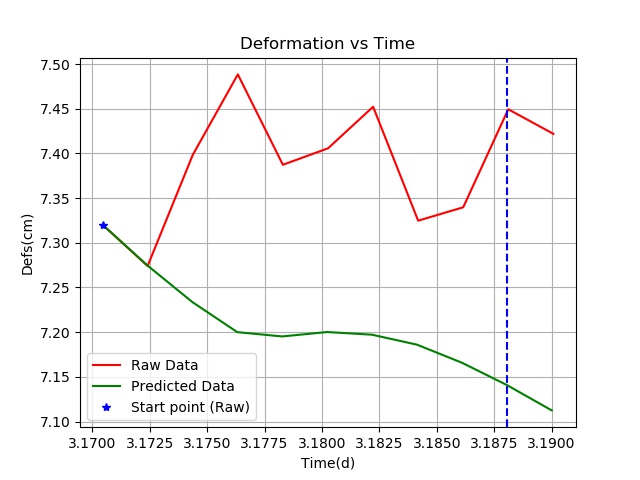 Deformation vs Time
7.50
7.45
7.40
7.35
7.30
7.25
7.20
7.15
7.10
Defs(cm)
Raw Data
Predicted Data
Start point (Raw)
3.1700 3.1725 3.1750 3.1775 3.1800 3.1825 3.1850 3.1875 3.1900
Time(d)